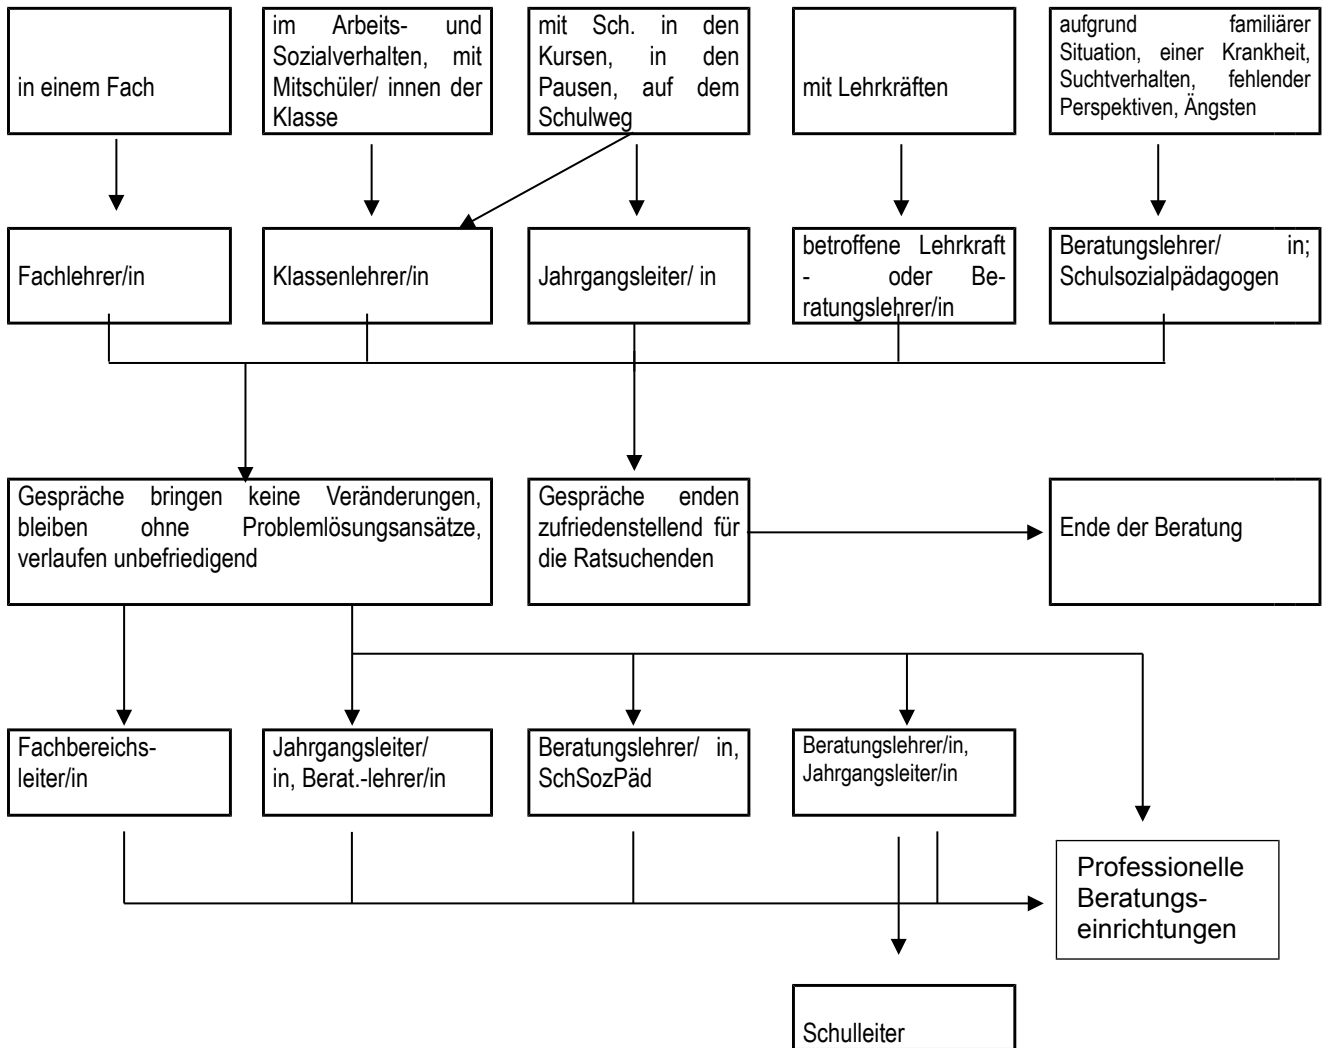 in einem Fach
im Arbeits- und
Sozialverhalten, mit
Mitschüler/ innen der
Klasse
mit Sch. in den
Kursen, in den
Pausen, auf dem
Schulweg
mit Lehrkräften
aufgrund familiärer
Situation, einer Krankheit,
Suchtverhalten, fehlender
Perspektiven, Ängsten
Fachlehrer/in
Klassenlehrer/in
Jahrgangsleiter/ in
betroffene Lehrkraft
- oder Be-
ratungslehrer/in
Beratungslehrer/ in;
Schulsozialpädagogen
Gespräche bringen keine Veränderungen,
bleiben ohne Problemlösungsansätze,
verlaufen unbefriedigend
Gespräche enden
zufriedenstellend für
die Ratsuchenden
Ende der Beratung
Fachbereichs-
leiter/in
Jahrgangsleiter/
in, Berat.-lehrer/in
Beratungslehrer/ in,
SchSozPäd
Beratungslehrer/in,
Jahrgangsleiter/in
Professionelle
Beratungs-
einrichtungen
Schulleiter